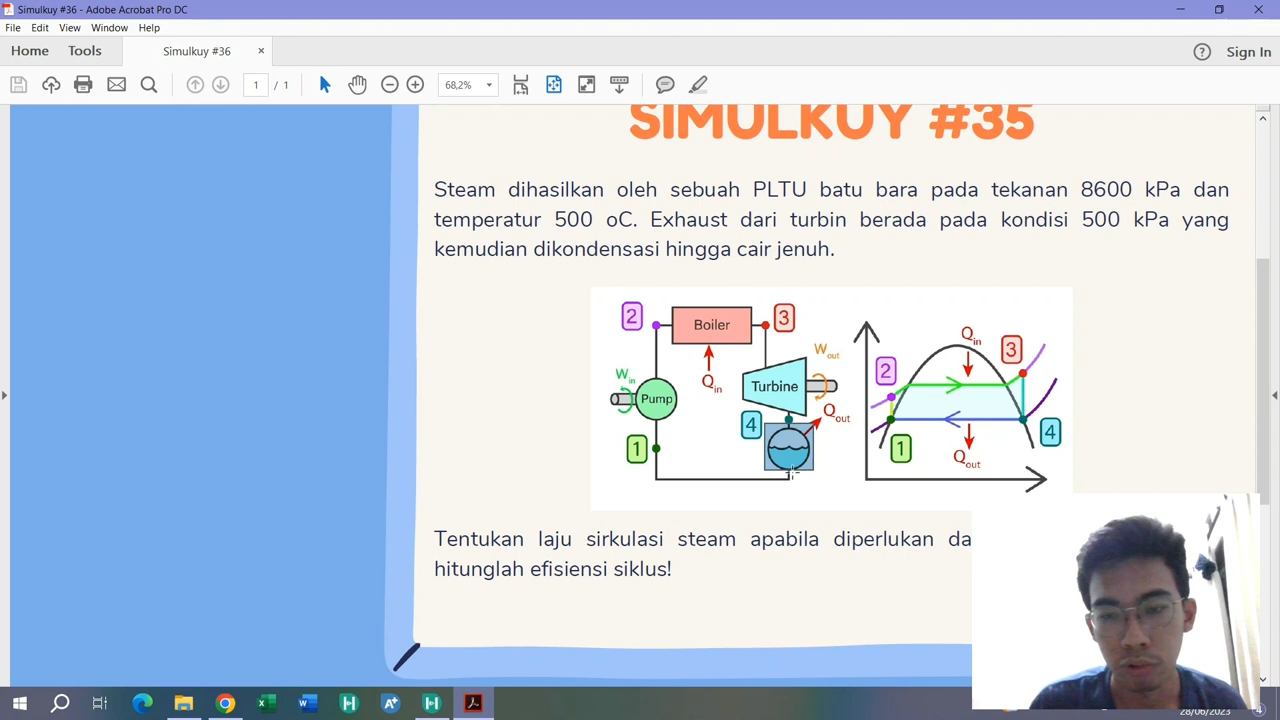 Simulkuy #36 - Adobe Acrobat Pro DC
File Edit View Window Help
Home Tools Simulkuy #36 × Sign In
1 / 1 68,2%
SIMULKUY #35
Steam dihasilkan oleh sebuah PLTU batu bara pada tekanan 8600 kPa dan
temperatur 500 oC. Exhaust dari turbin berada pada kondisi 500 kPa yang
kemudian dikondensasi hingga cair jenuh.
2 Boiler 3
Win Qin Turbine Wout
Pump
4 Qout
1
Qin
2 3
1 4
Qout
Tentukan laju sirkulasi steam apabila diperlukan da
hitunglah efisiensi siklus!
28/06/2023